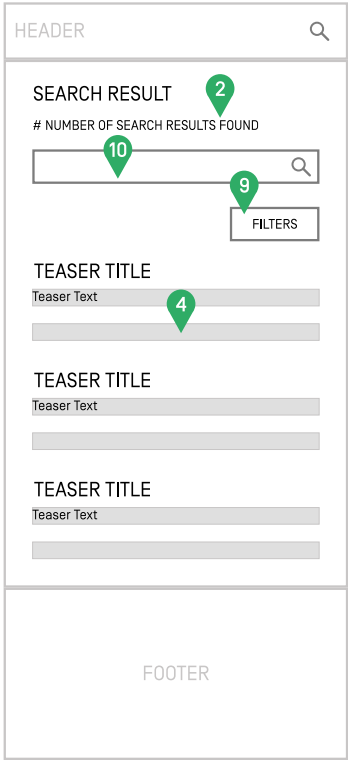 HEADER
SEARCH RESULT
2
# NUMBER OF SEARCH RESULTS FOUND
10
9
FILTERS
TEASER TITLE
Teaser Text
4
TEASER TITLE
Teaser Text
TEASER TITLE
Teaser Text
FOOTER